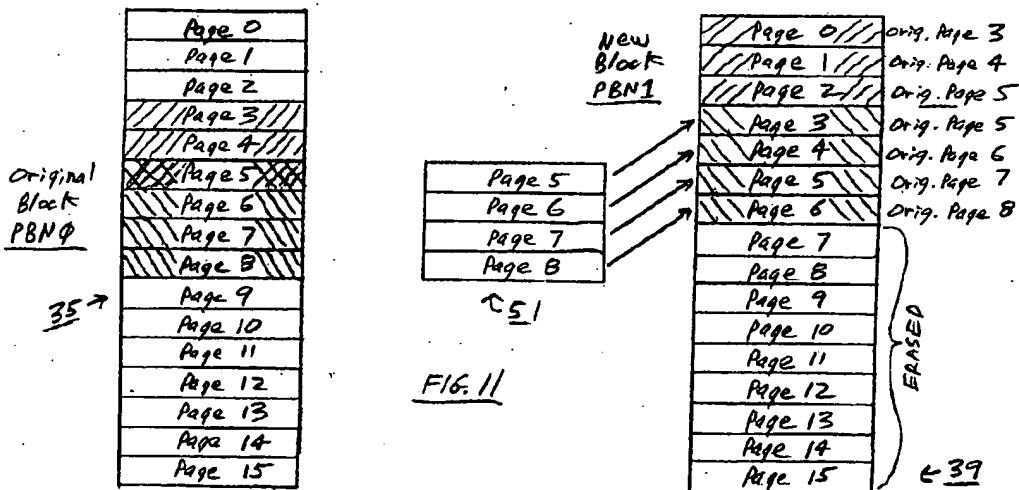 Page 0
Page 1
Page 2
Page 3
Page 4
Page 5
Page 6
Page 7
Page 8
Page 9
Page 10
Page 11
Page 12
Page 13
Page 14
Page 15
Original
Block
PBNØ
35
Page 5
Page 6
Page 7
Page 8
51
FIG. 11
New
Block
PBN1
Page 0 Orig. Page 3
Page 1 Orig. Page 4
Page 2 Orig. Page 5
Page 3 Orig. Page 5
Page 4 Orig. Page 6
Page 5 Orig. Page 7
Page 6 Orig. Page 8
Page 7
Page 8
Page 9
Page 10
Page 11
Page 12
Page 13
Page 14
Page 15
ERASED
39